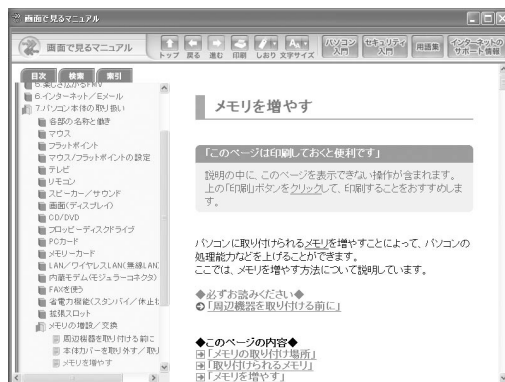 画面で見るマニュアル
画面で見るマニュアル
トップ 戻る 進む 印刷 しおり 文字サイズ
パソコン入門
セキュリティ入門
用語集
インターネットのサポート情報
目次 検索 索引
6.インターネット/Eメール
7.パソコン本体の取り扱い
各部の名称と働き
マウス
フラットポイント
マウス/フラットポイントの設定
テレビ
リモコン
スピーカー/サウンド
画面(ディスプレイ)
CD/DVD
フロッピーディスクドライブ
PCカード
メモリーカード
LAN/ワイヤレスLAN(無線LAN
内蔵モデム(モジュラーコネクタ)
FAXを使う
省電力機能(スタンバイ/休止状
拡張スロット
メモリの増設/交換
周辺機器を取り付ける前に
本体カバーを取り外す/取り
メモリを増やす
メモリを増やす
「このページは印刷しておくと便利です」
説明の中に、このページを表示できない操作が含まれます。
上の「印刷」ボタンをクリックして、印刷することをおすすめしま
す。
パソコンに取り付けられるメモリを増やすことによって、パソコンの
処理能力などを上げることができます。
ここでは、メモリを増やす方法について説明しています。
◆必ずお読みください◆
「周辺機器を取り付ける前に」
◆このページの内容◆
「メモリの取り付け場所」
「取り付けられるメモリ」
「メモリを増やす」